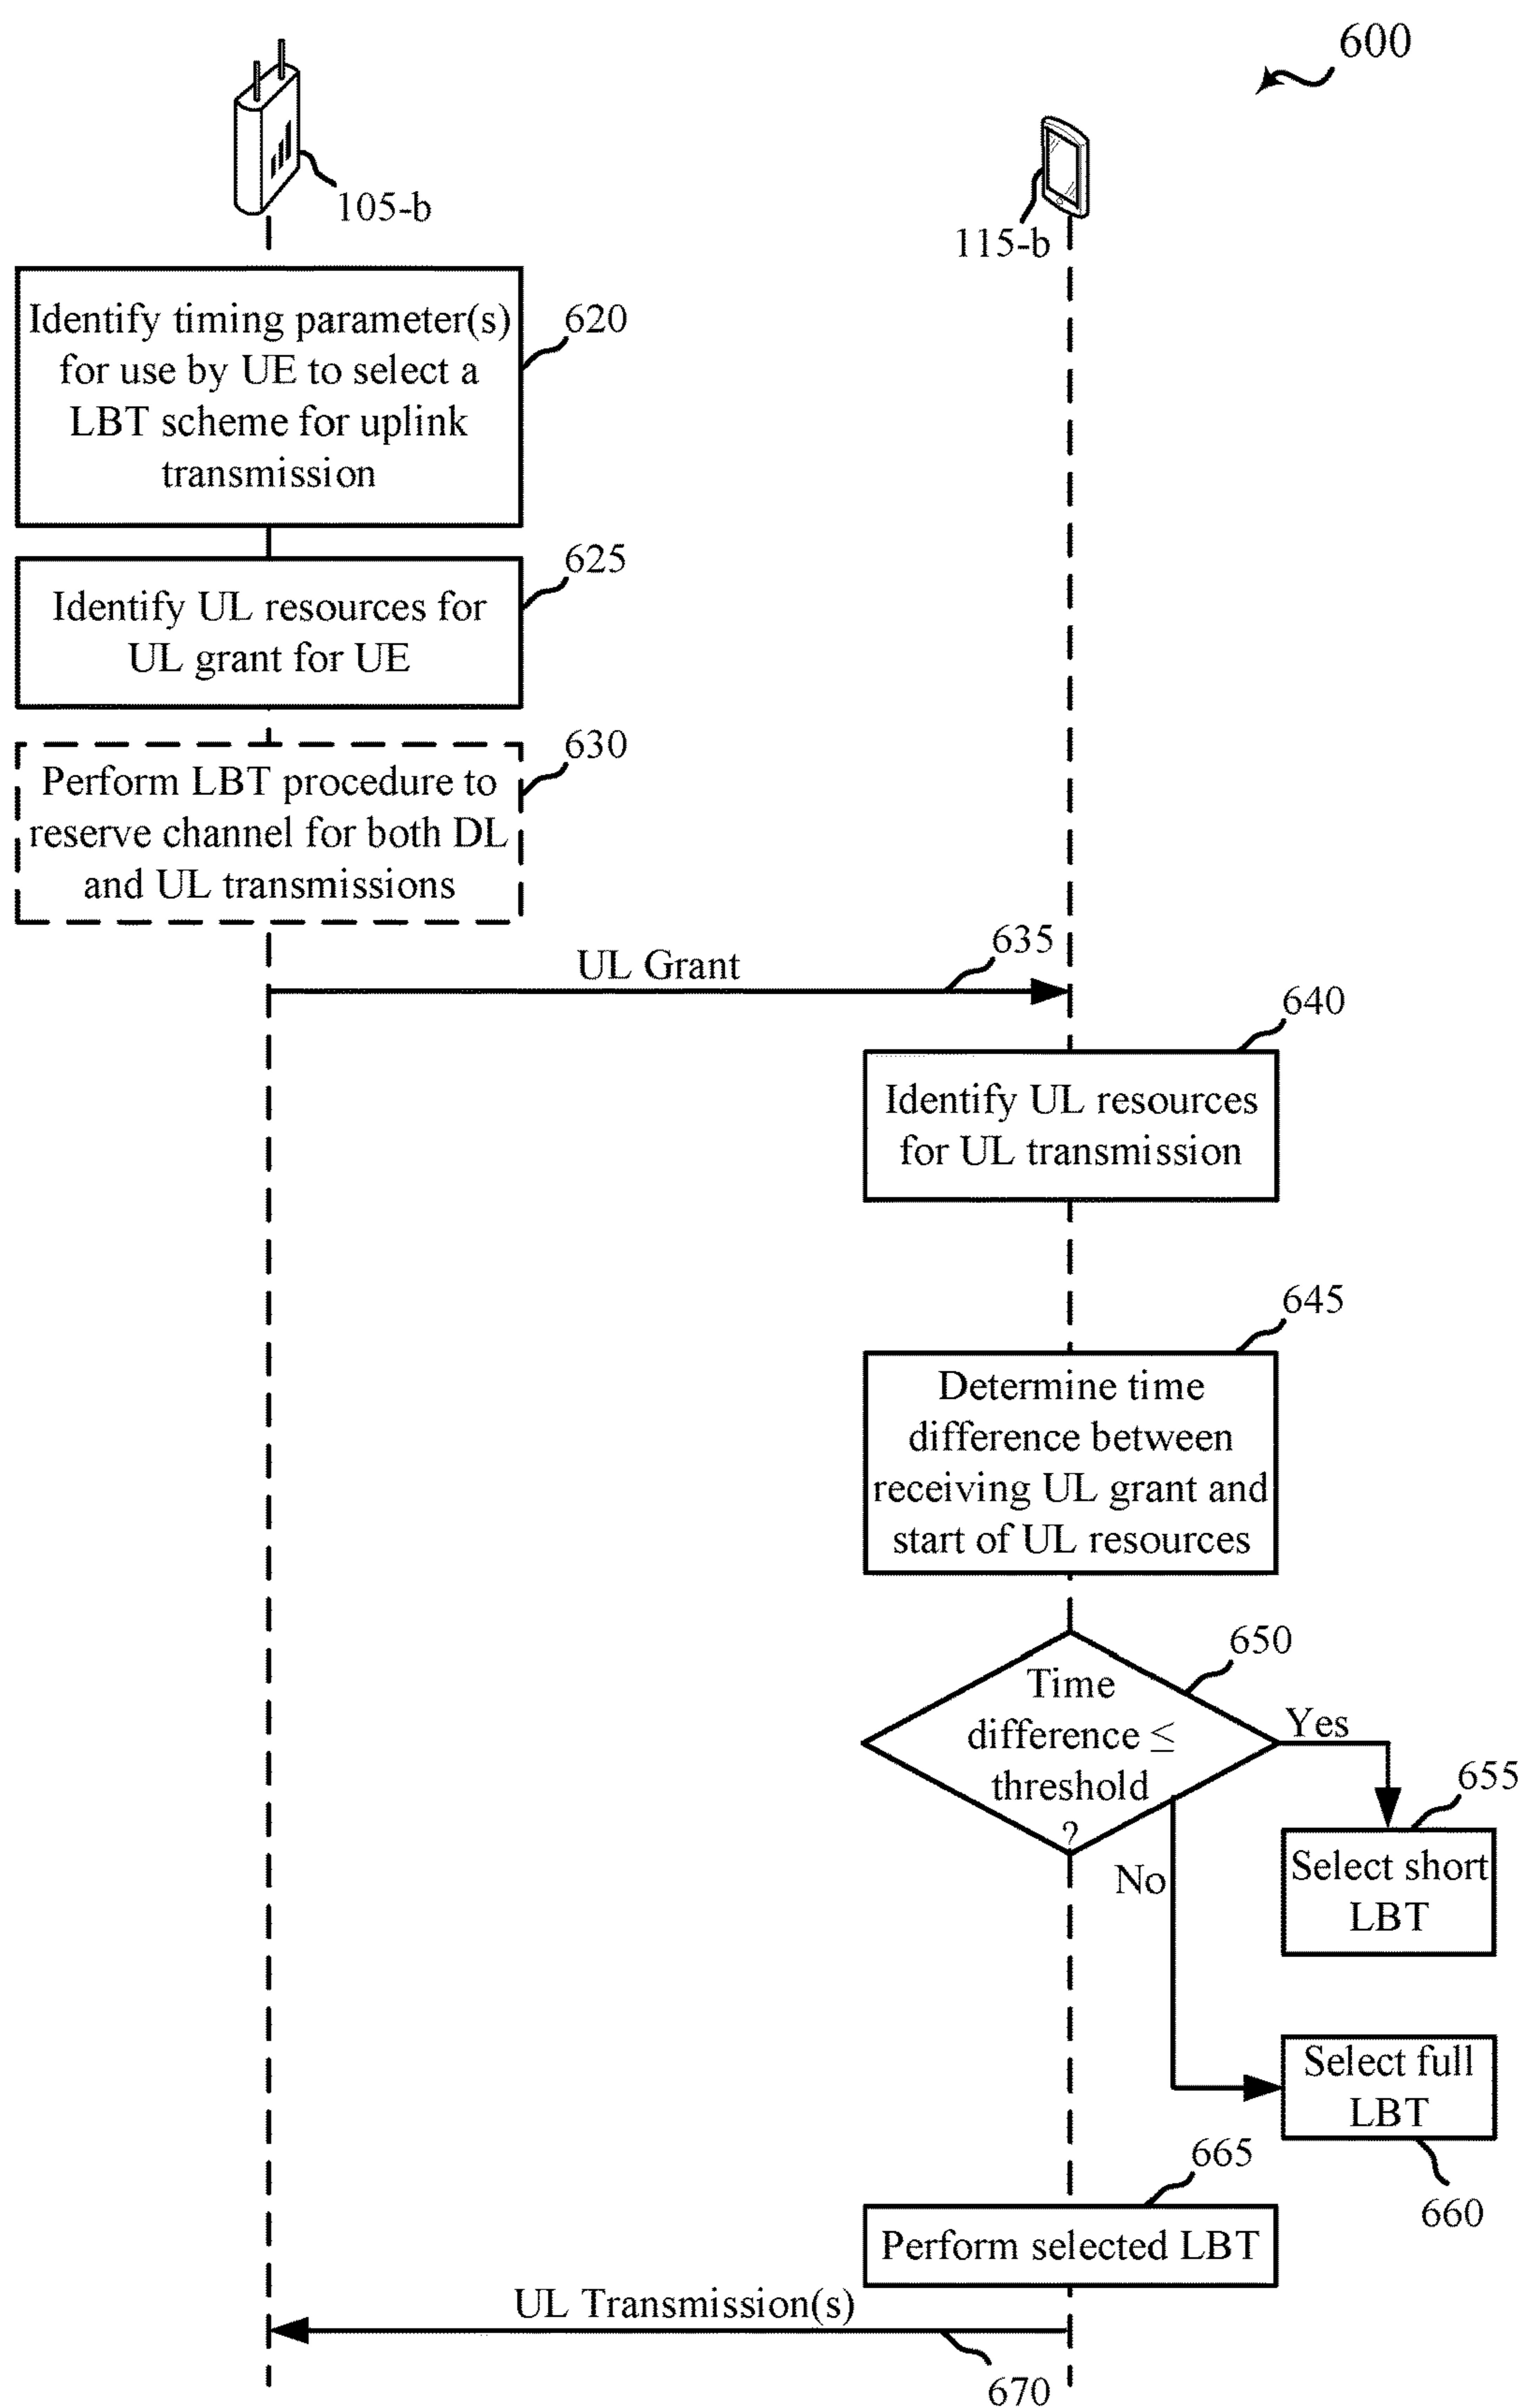 600
105-b
115-b
Identify timing parameter(s)
for use by UE to select a
LBT scheme for uplink
transmission
620
Identify UL resources for
UL grant for UE
625
Perform LBT procedure to
reserve channel for both DL
and UL transmissions
630
UL Grant
635
640
Identify UL resources
for UL transmission
645
Determine time
difference between
receiving UL grant and
start of UL resources
650
Time
difference ≤
threshold
?
Yes
655
Select short
LBT
No
Select full
LBT
660
665
Perform selected LBT
UL Transmission(s)
670